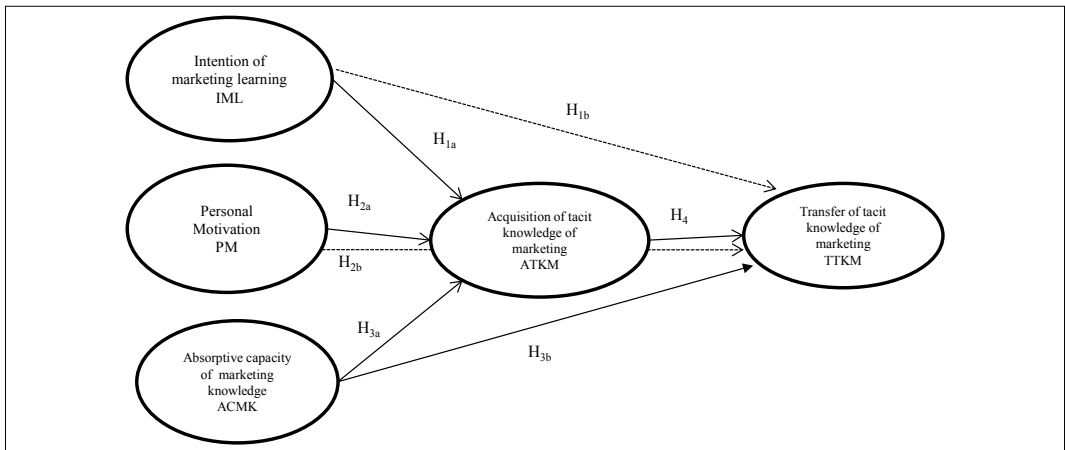 Intention of
marketing learning
IML
H1b
H1a
Personal
Motivation
PM
H2a
H2b
Acquisition of tacit
knowledge of
marketing
ATKM
H4
Transfer of tacit
knowledge of
marketing
TTKM
H3a
H3b
Absorptive capacity
of marketing
knowledge
ACMK